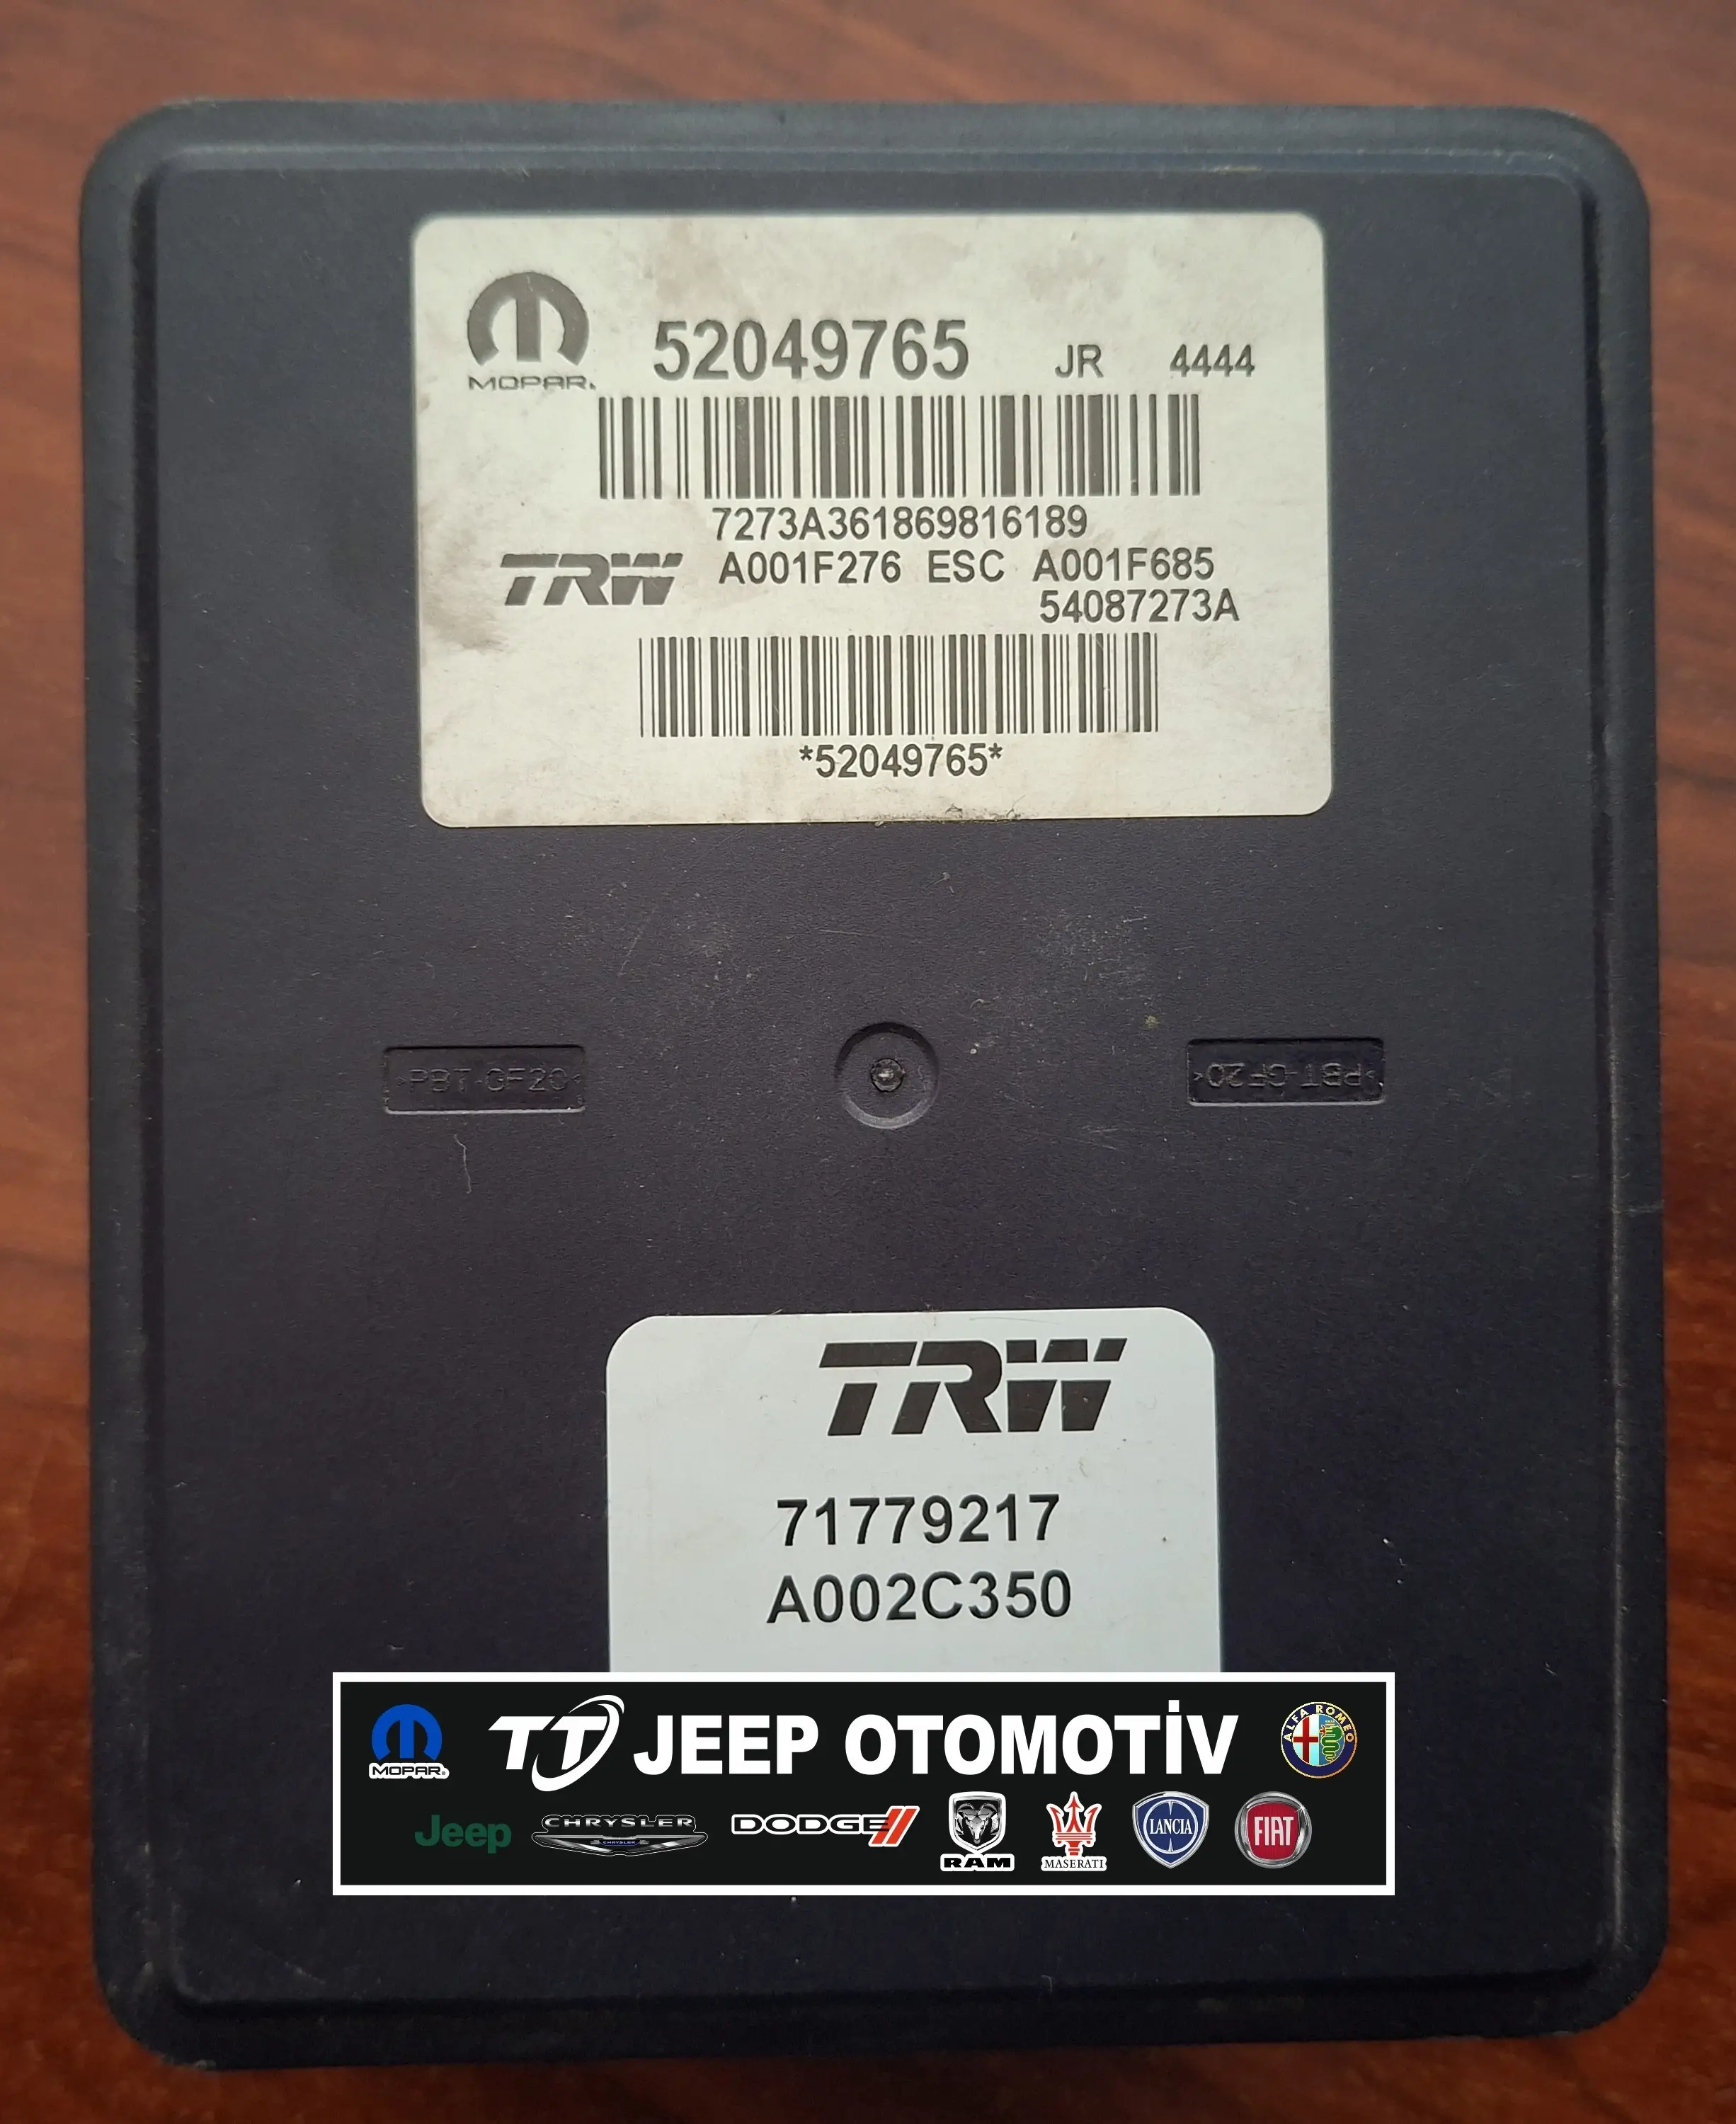 MOPAR. 52049765 JR 4444
7273A361869816189
TRW A001F276 ESC A001F685
54087273A
*52049765*
>PBT-GF20< >PBT-GF20<
TRW
71779217
A002C350
MOPAR. TT JEEP OTOMOTİV ALFA ROMEO
Jeep CHRYSLER CHRYSLER DODGE RAM MASERATI LANCIA FIAT